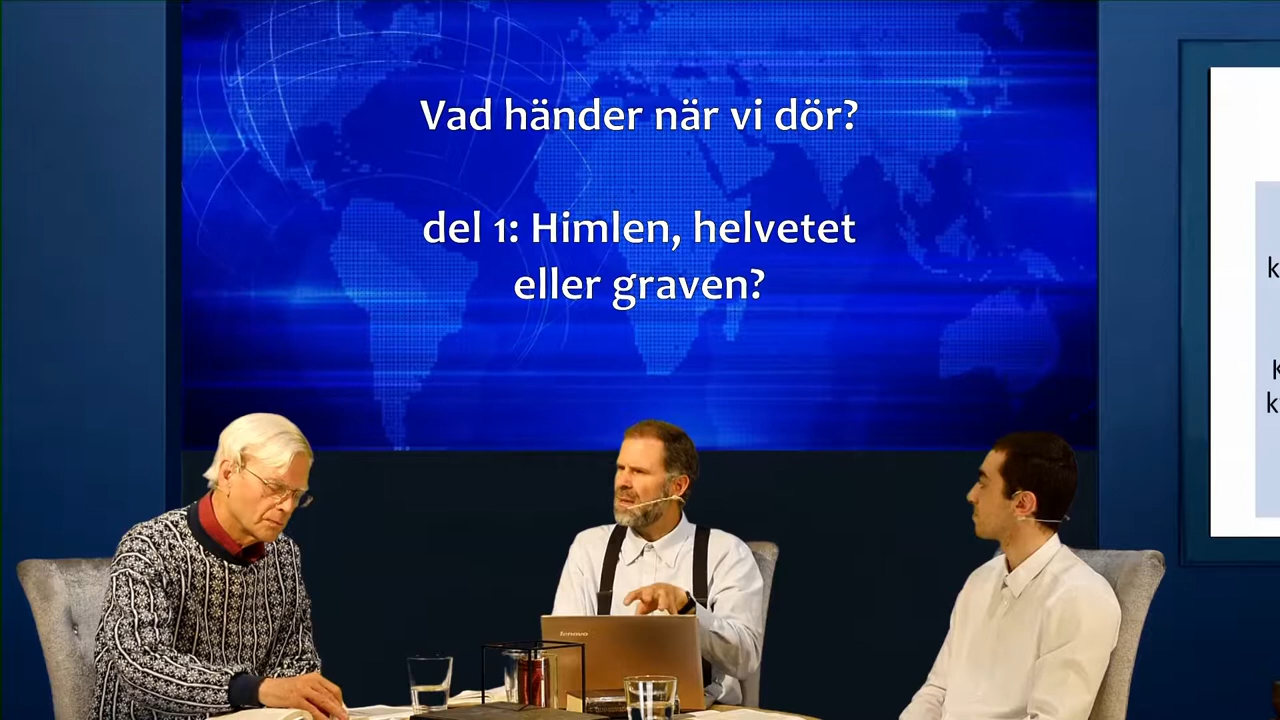 Vad händer när vi dör?
del 1: Himlen, helvetet
eller graven?
lenovo